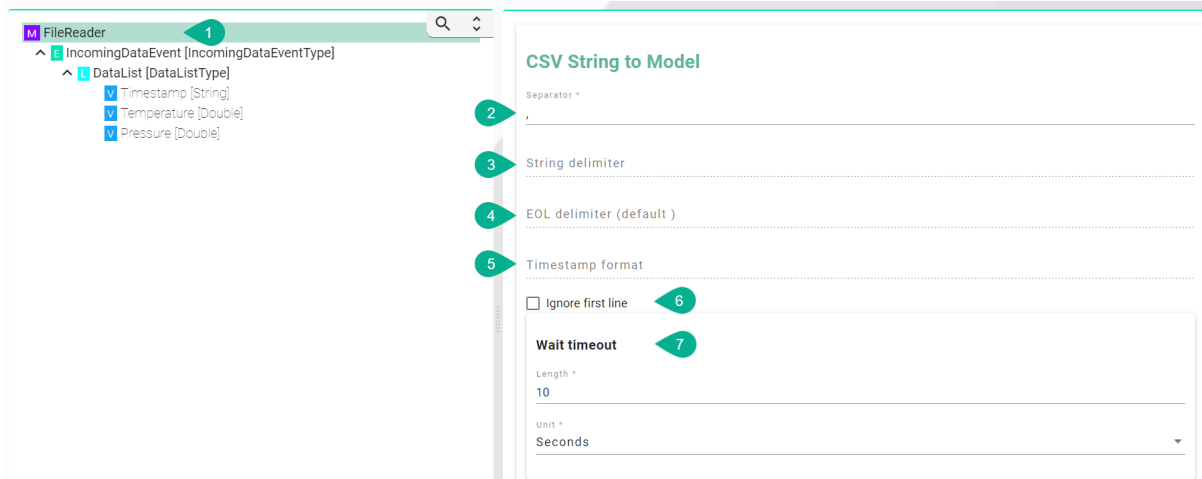 M FileReader
1
E IncomingDataEvent [IncomingDataEventType]
L DataList [DataListType]
V Timestamp [String]
V Temperature [Double]
V Pressure [Double]
CSV String to Model
Separator *
2
,
3
String delimiter
4
EOL delimiter (default )
5
Timestamp format
Ignore first line
6
Wait timeout
7
Length *
10
Unit *
Seconds